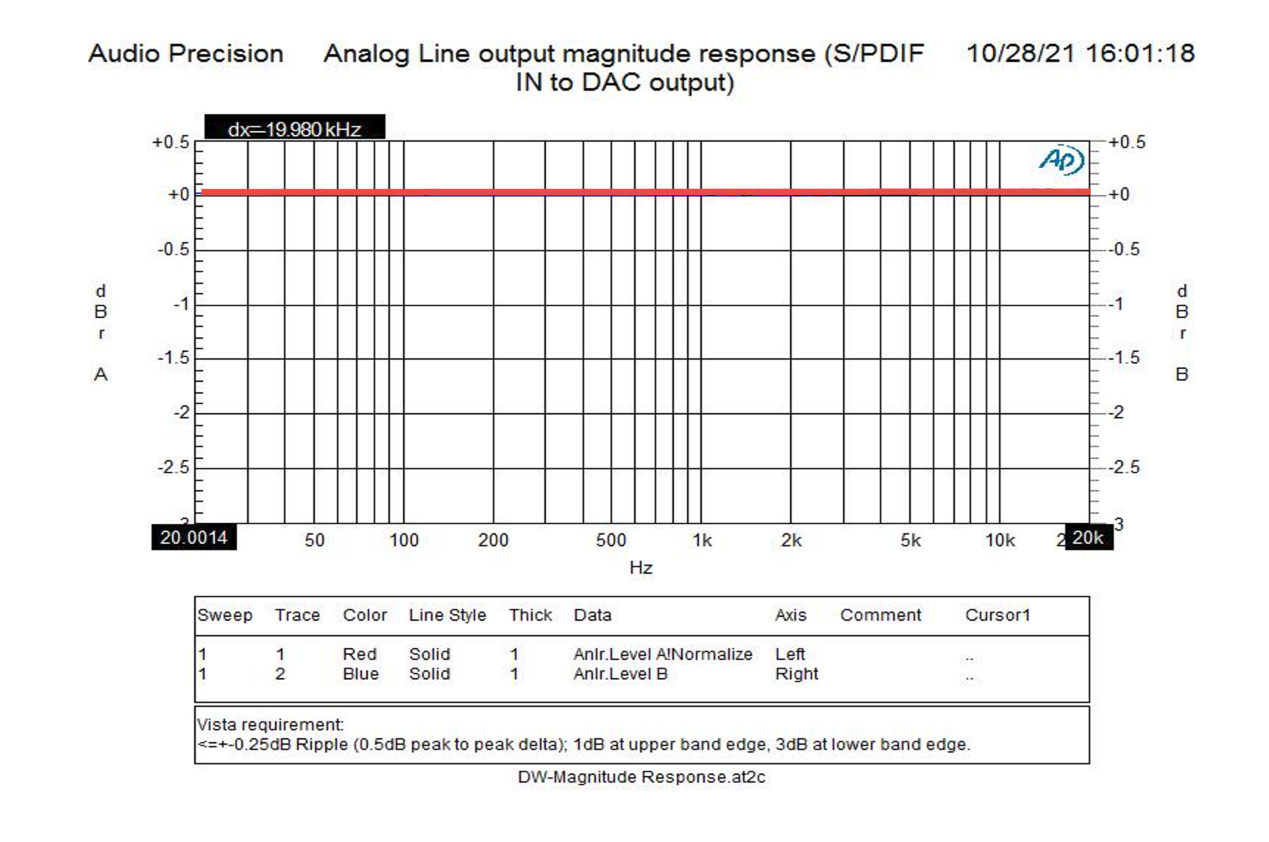 Audio Precision Analog Line output magnitude response (S/PDIF 10/28/21 16:01:18
IN to DAC output)
dx=-19.980 kHz
+0.5 +0.5
Ap
+0 +0
-0.5 -0.5
-1 -1
-1.5 -1.5
-2 -2
-2.5 -2.5
-3
d
B
r
A
d
B
r
B
20.0014 50 100 200 500 1k 2k 5k 10k 20k
Hz
Sweep Trace Color Line Style Thick Data Axis Comment Cursor1
1 1 Red Solid 1 Anlr.Level A!Normalize Left ..
1 2 Blue Solid 1 Anlr.Level B Right ..
Vista requirement:
<=+-0.25dB Ripple (0.5dB peak to peak delta); 1dB at upper band edge, 3dB at lower band edge.
DW-Magnitude Response.at2c